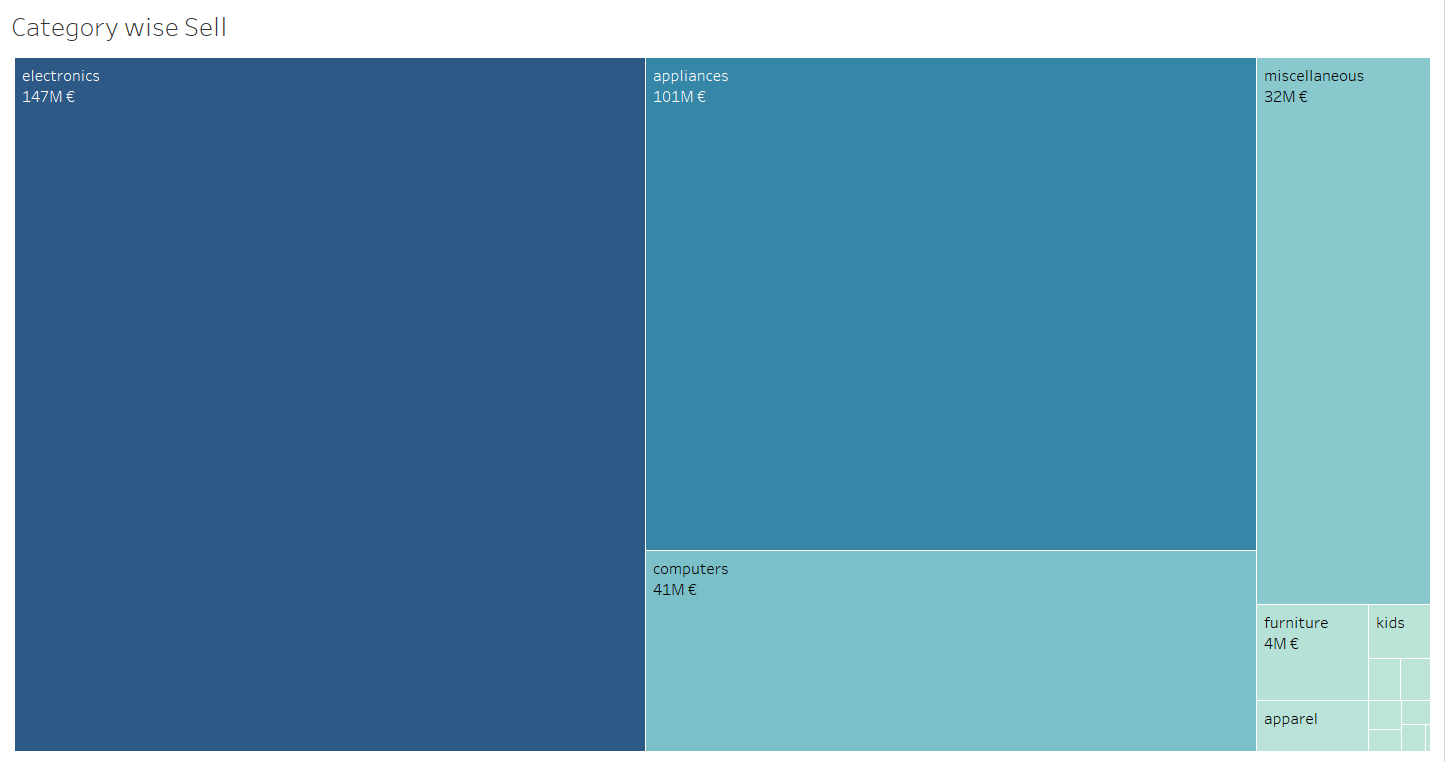 Category wise Sell
electronics
147M €
appliances
101M €
miscellaneous
32M €
computers
41M €
furniture
4M €
kids
apparel